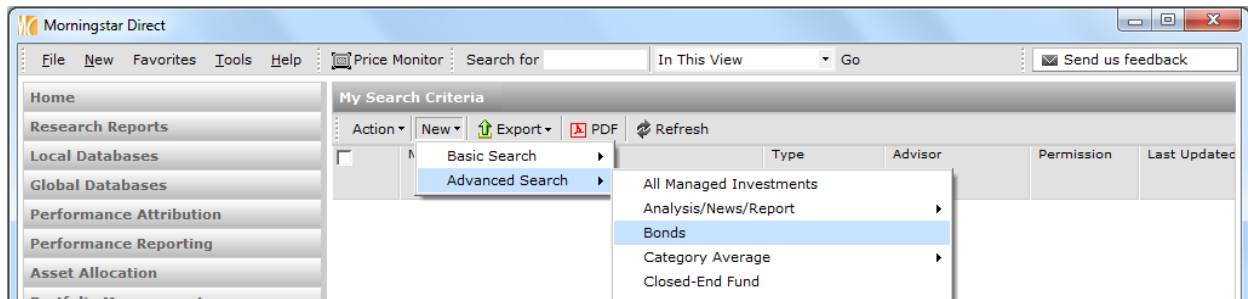 Morningstar Direct
File New Favorites Tools Help Price Monitor Search for In This View Go Send us feedback
Home
Research Reports
Local Databases
Global Databases
Performance Attribution
Performance Reporting
Asset Allocation
My Search Criteria
Action New Export PDF Refresh
Type Advisor Permission Last Updated
Basic Search
Advanced Search
All Managed Investments
Analysis/News/Report
Bonds
Category Average
Closed-End Fund